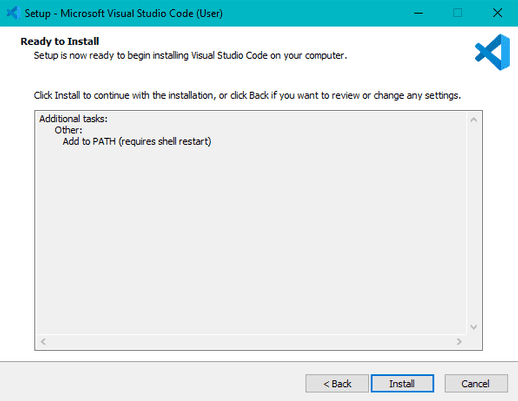 Setup - Microsoft Visual Studio Code (User)
Ready to Install
Setup is now ready to begin installing Visual Studio Code on your computer.
Click Install to continue with the installation, or click Back if you want to review or change any settings.
Additional tasks:
Other:
Add to PATH (requires shell restart)
< Back
Install
Cancel